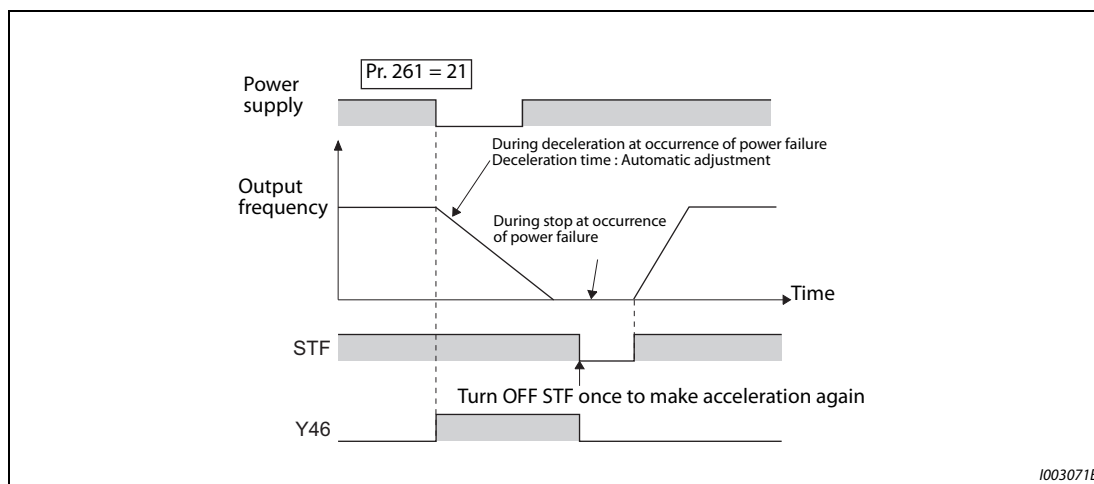 Pr. 261 = 21
Power
supply
During deceleration at occurrence of power failure
Deceleration time : Automatic adjustment
Output
frequency
During stop at occurrence
of power failure
Time
STF
Turn OFF STF once to make acceleration again
Y46
I003071E